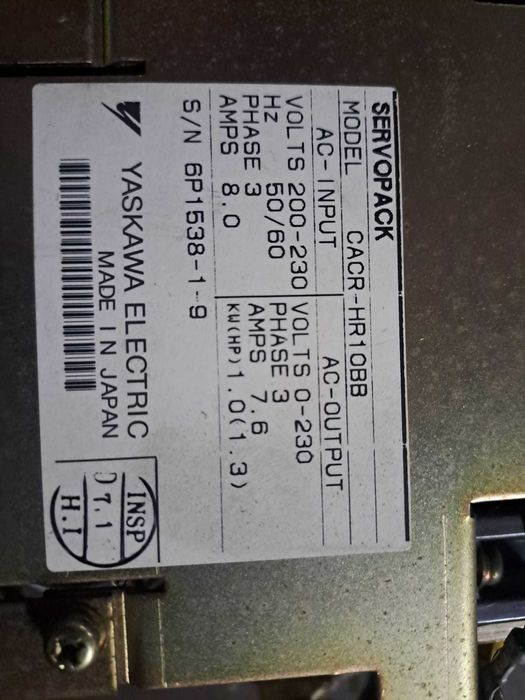 SERVOPACK
MODEL CACR-HR10BB
AC-INPUT AC-OUTPUT
VOLTS 200-230 VOLTS 0-230
Hz 50/60 PHASE 3
PHASE 3 AMPS 7.6
AMPS 8.0 KW(HP) 1.0(1.3)
S/N 6P1538-1-9
YASKAWA ELECTRIC
MADE IN JAPAN
INSP
07.1
H.I